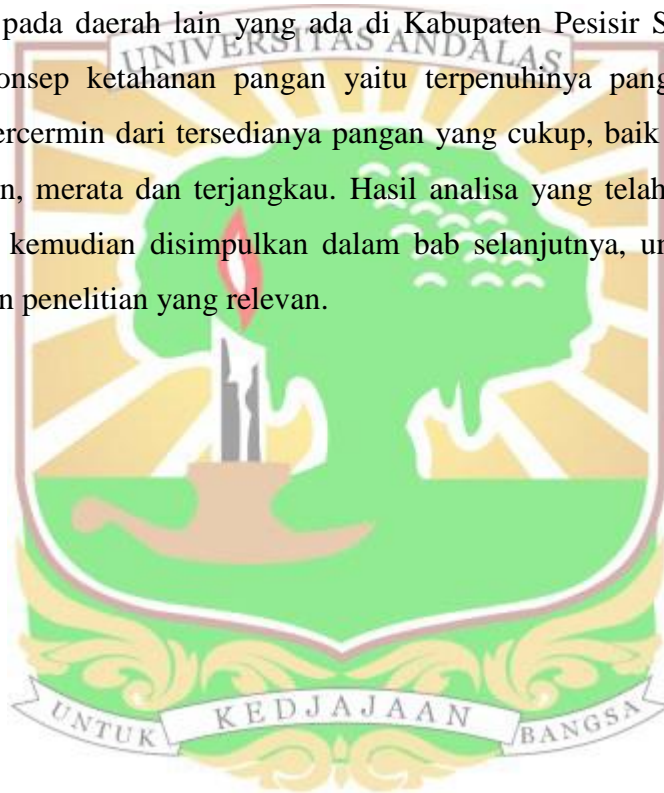 pada daerah lain yang ada di Kabupaten Pesisir S
UNIVERSITAS ANDALAS
onsep ketahanan pangan yaitu terpenuhinya pang
ercermin dari tersedianya pangan yang cukup, baik
n, merata dan terjangkau. Hasil analisa yang telah
kemudian disimpulkan dalam bab selanjutnya, un
n penelitian yang relevan.
UNTUK KEDJAJAAN BANGSA